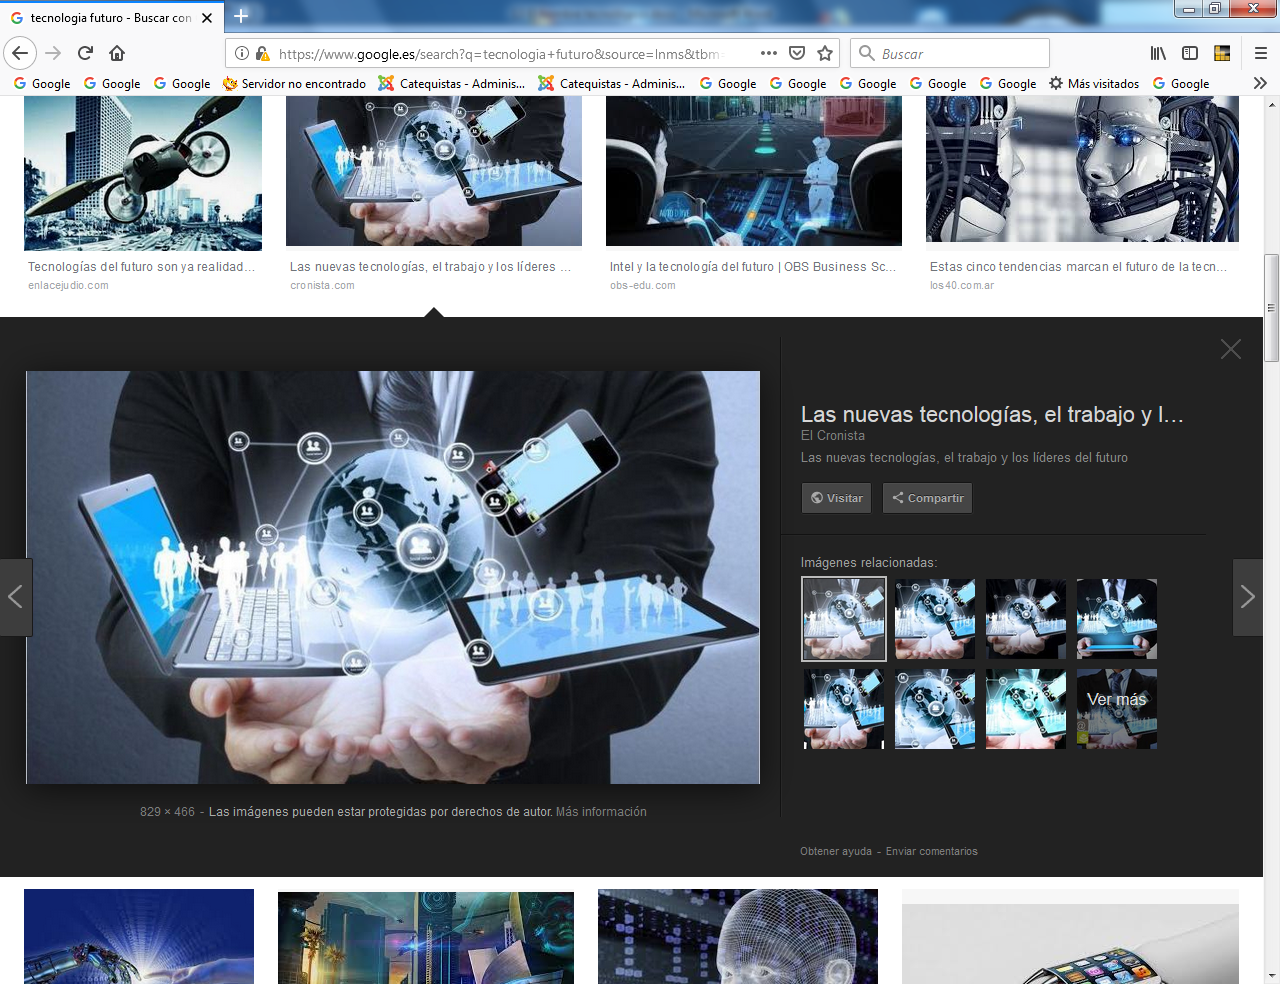 tecnologia futuro - Buscar con
https://www.google.es/search?q=tecnologia+futuro&source=lnms&tbm=
Buscar
Google
Google
Google
Servidor no encontrado
Catequistas - Adminis...
Catequistas - Adminis...
Google
Google
Google
Google
Google
Más visitados
Google
Tecnologías del futuro son ya realidad...
enlacejudio.com
Las nuevas tecnologías, el trabajo y los líderes ...
cronista.com
AUTO DRIVE
Intel y la tecnología del futuro | OBS Business Sc...
obs-edu.com
Estas cinco tendencias marcan el futuro de la tecn...
los40.com.ar
Las nuevas tecnologías, el trabajo y l...
El Cronista
Las nuevas tecnologías, el trabajo y los líderes del futuro
Visitar
Compartir
Imágenes relacionadas:
Ver más
829 × 466 - Las imágenes pueden estar protegidas por derechos de autor. Más información
Obtener ayuda - Enviar comentarios